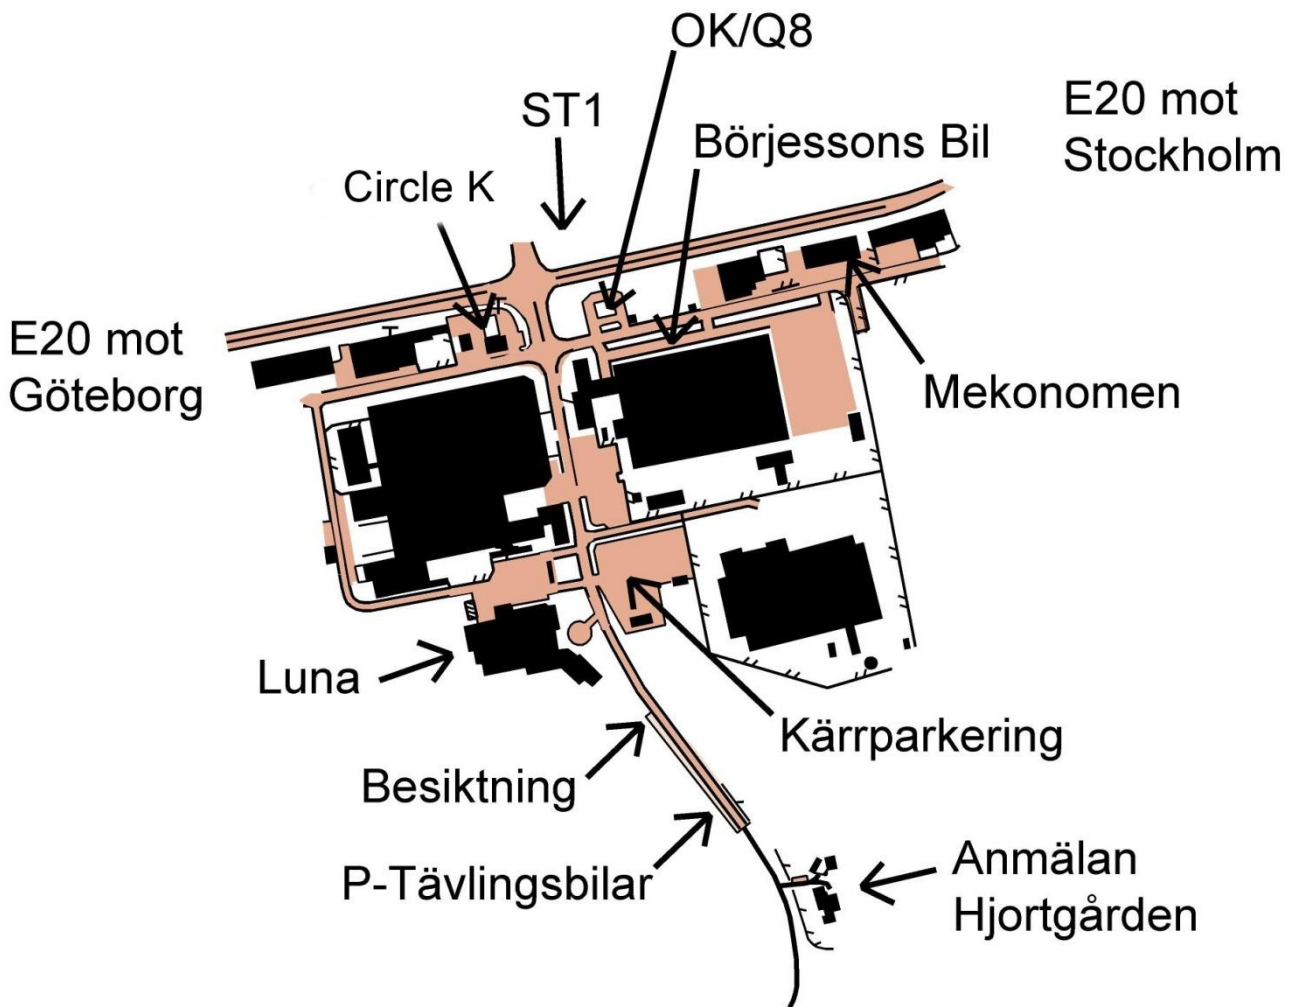 OK/Q8
ST1
E20 mot
Stockholm
Börjessons Bil
Circle K
E20 mot
Göteborg
Mekonomen
Luna
Kärrparkering
Besiktning
P-Tävlingsbilar
Anmälan
Hjortgården